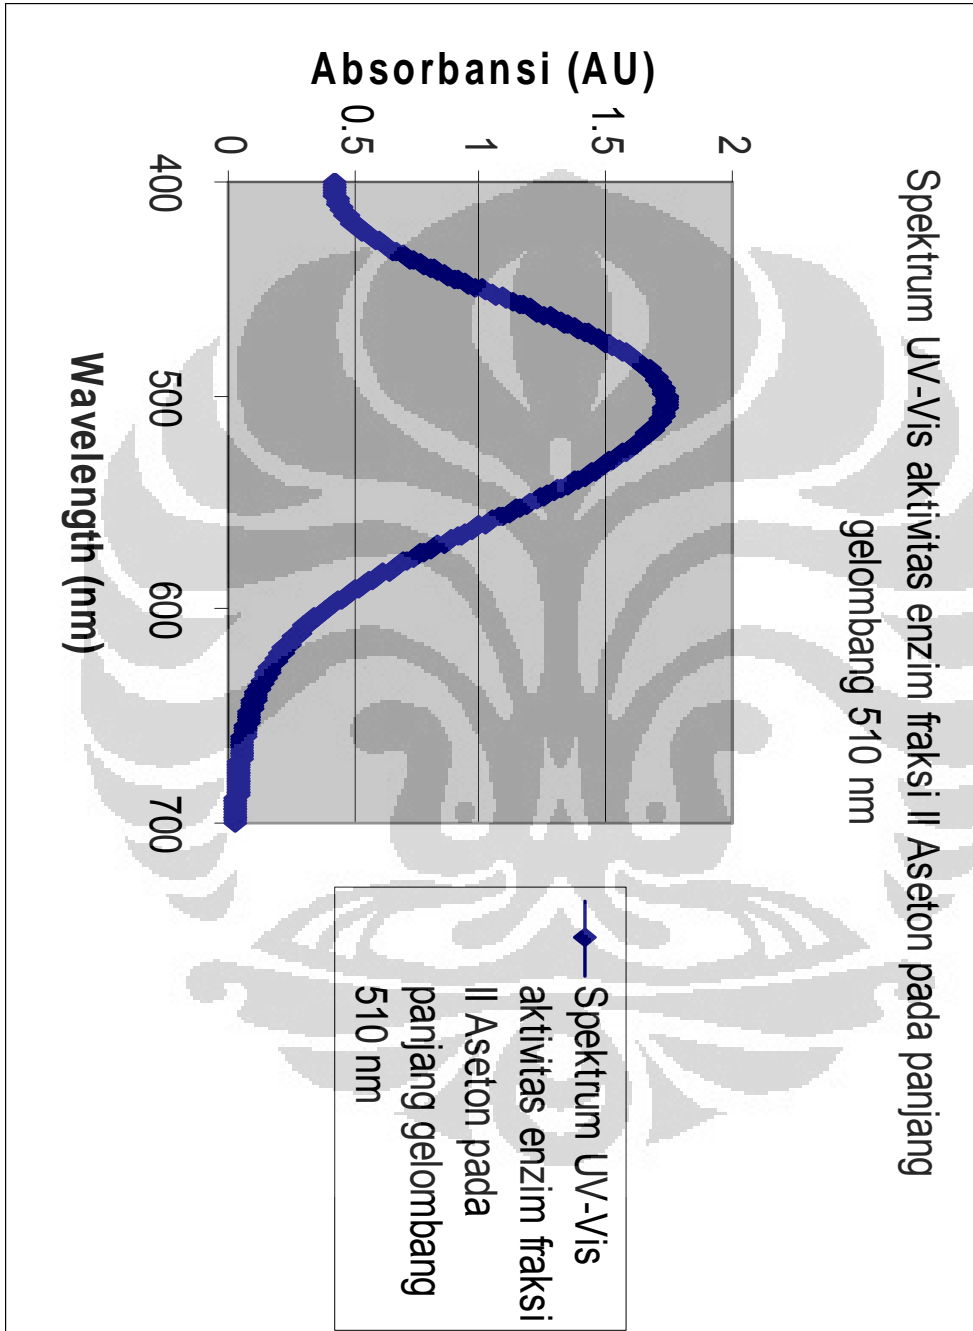 Spektrum UV-Vis aktivitas enzim fraksi II Aseton pada panjang
gelombang 510 nm
Absorbansi (AU)
2
1.5
1
0.5
0
400
500
600
700
Wavelength (nm)
Spektrum UV-Vis
aktivitas enzim fraksi
II Aseton pada
panjang gelombang
510 nm